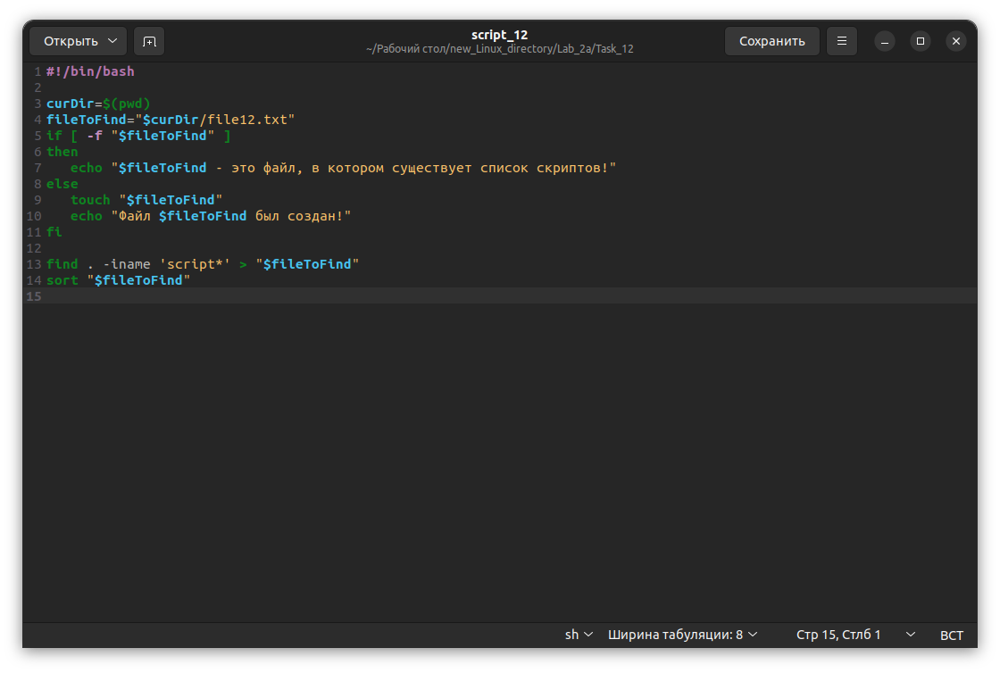 Открыть
script_12
~/Рабочий стол/new_Linux_directory/Lab_2a/Task_12
Сохранить
1 #!/bin/bash
2
3 curDir=$(pwd)
4 fileToFind="$curDir/file12.txt"
5 if [ -f "$fileToFind" ]
6 then
7    echo "$fileToFind - это файл, в котором существует список скриптов!"
8 else
9    touch "$fileToFind"
10    echo "Файл $fileToFind был создан!"
11 fi
12
13 find . -iname 'script*' > "$fileToFind"
14 sort "$fileToFind"
15
sh Ширина табуляции: 8 Стр 15, Стлб 1 ВСТ